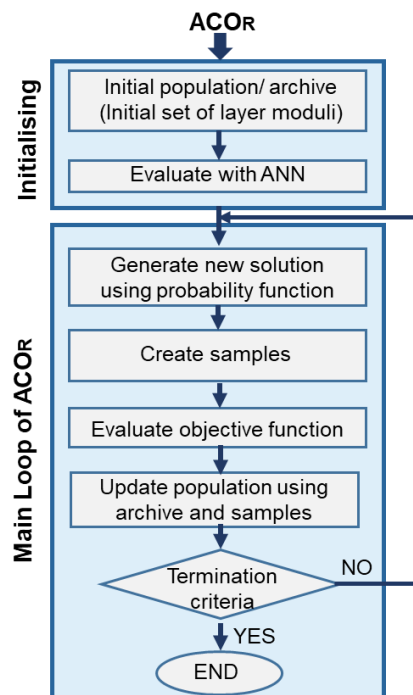 ACOR
Initialising
Initial population/ archive
(Initial set of layer moduli)
Evaluate with ANN
Main Loop of ACOR
Generate new solution
using probability function
Create samples
Evaluate objective function
Update population using
archive and samples
Termination
criteria
NO
YES
END